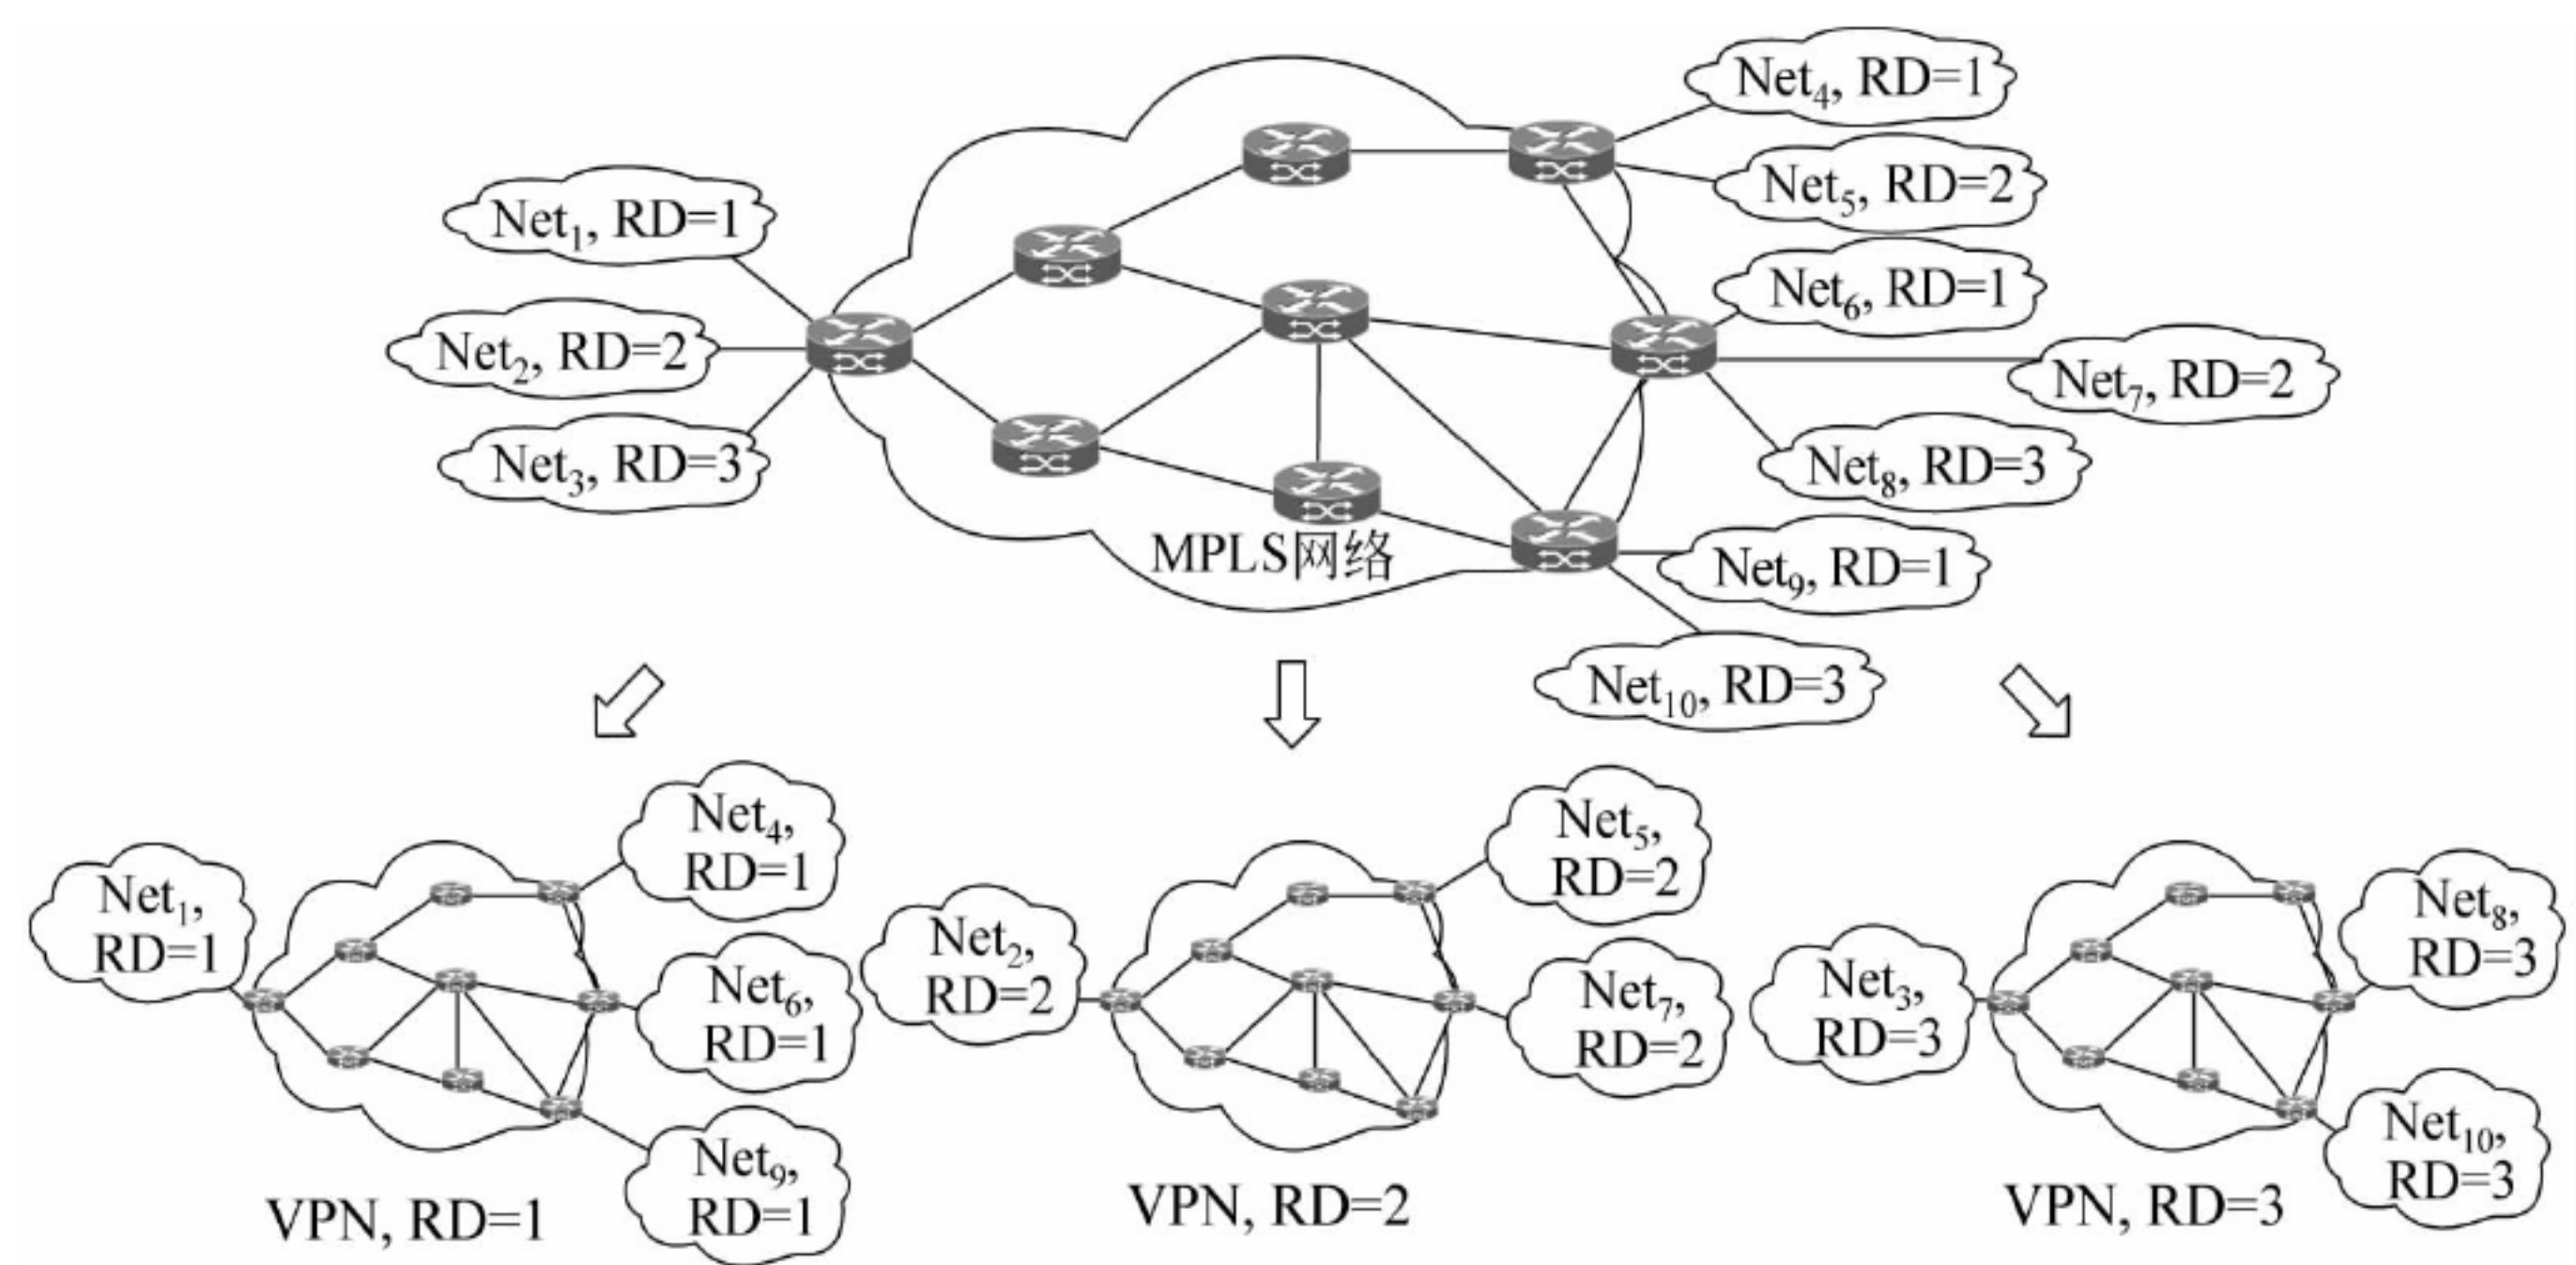 Net₄, RD=1
Net₅, RD=2
Net₁, RD=1
Net₆, RD=1
Net₂, RD=2
Net₇, RD=2
Net₃, RD=3
Net₈, RD=3
MPLS网络
Net₉, RD=1
Net₁₀, RD=3
Net₁,
RD=1
Net₄,
RD=1
Net₆,
RD=1
Net₉,
RD=1
VPN, RD=1
Net₂,
RD=2
Net₅,
RD=2
Net₇,
RD=2
VPN, RD=2
Net₃,
RD=3
Net₈,
RD=3
Net₁₀,
RD=3
VPN, RD=3